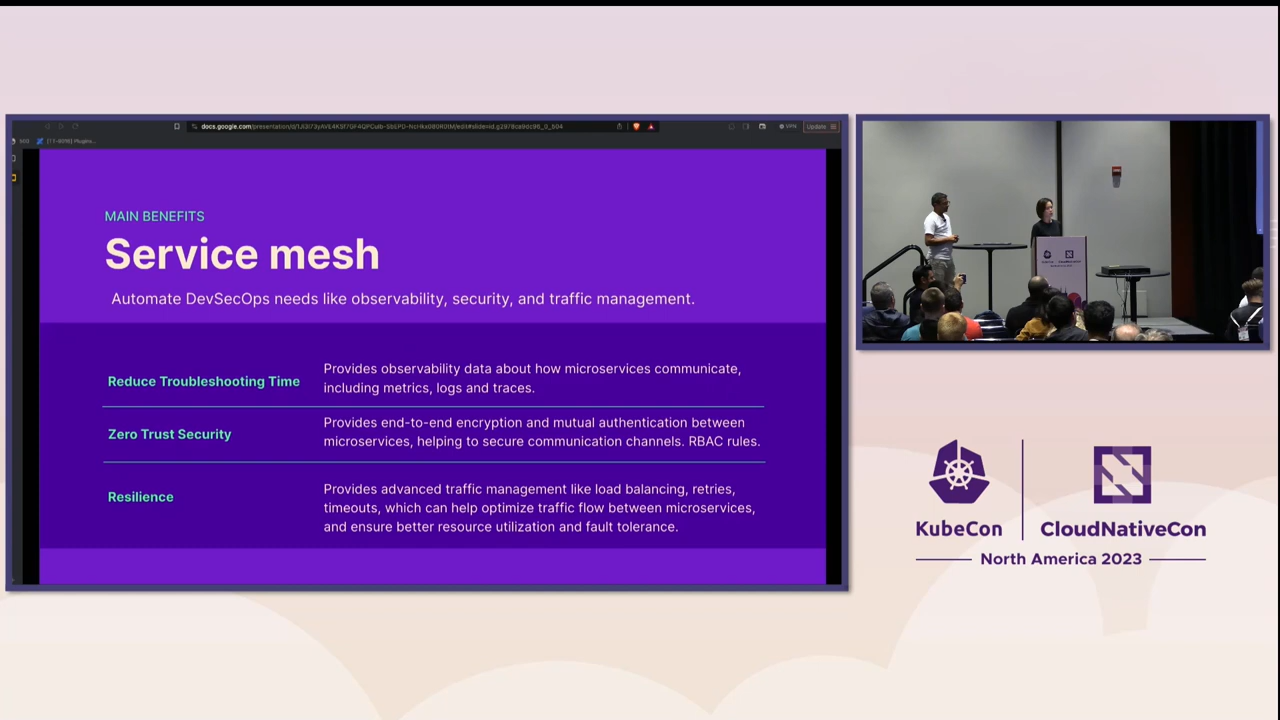 Update
MAIN BENEFITS
Service mesh
Automate DevSecOps needs like observability, security, and traffic management.
Reduce Troubleshooting Time
Provides observability data about how microservices communicate,
including metrics, logs and traces.
Zero Trust Security
Provides end-to-end encryption and mutual authentication between
microservices, helping to secure communication channels. RBAC rules.
Resilience
Provides advanced traffic management like load balancing, retries,
timeouts, which can help optimize traffic flow between microservices,
and ensure better resource utilization and fault tolerance.
KubeCon
CloudNativeCon
North America 2023